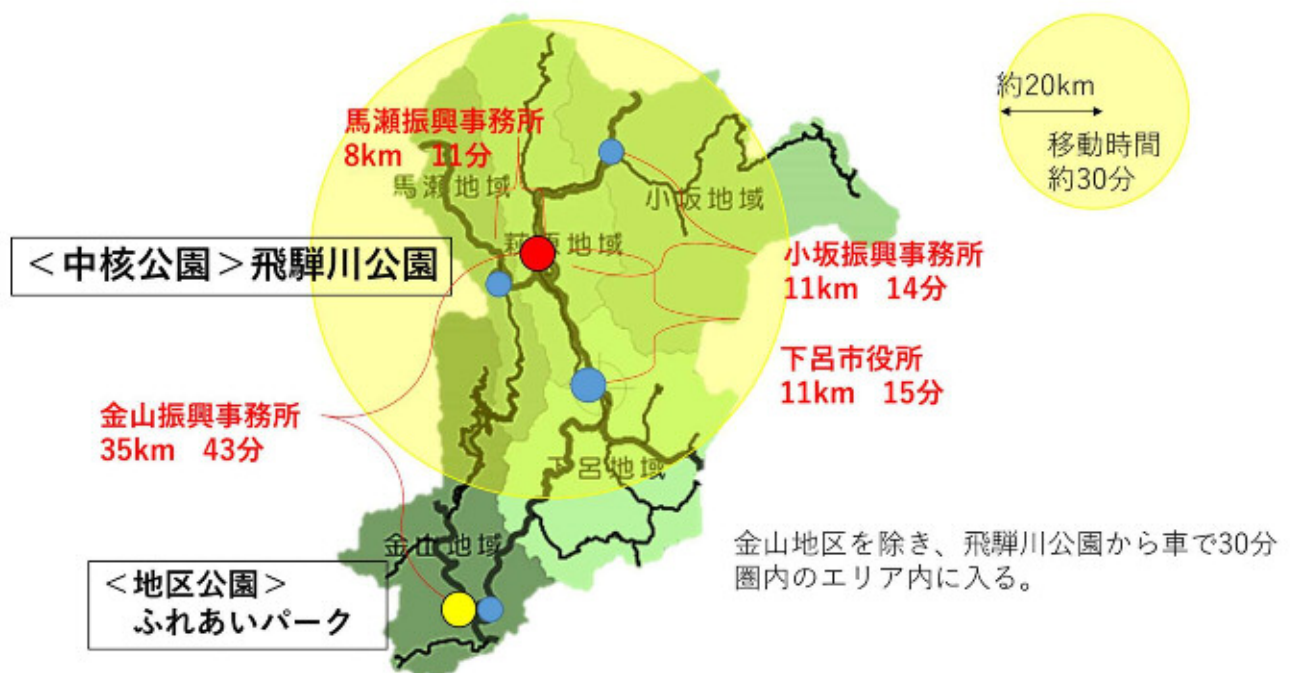 約20km
移動時間
約30分
馬瀬振興事務所
8km 11分
馬瀬地域
小坂地域
萩原地域
<中核公園>飛騨川公園
小坂振興事務所
11km 14分
下呂市役所
11km 15分
金山振興事務所
35km 43分
下呂地域
金山地域
金山地区を除き、飛騨川公園から車で30分
圏内のエリア内に入る。
<地区公園>
ふれあいパーク